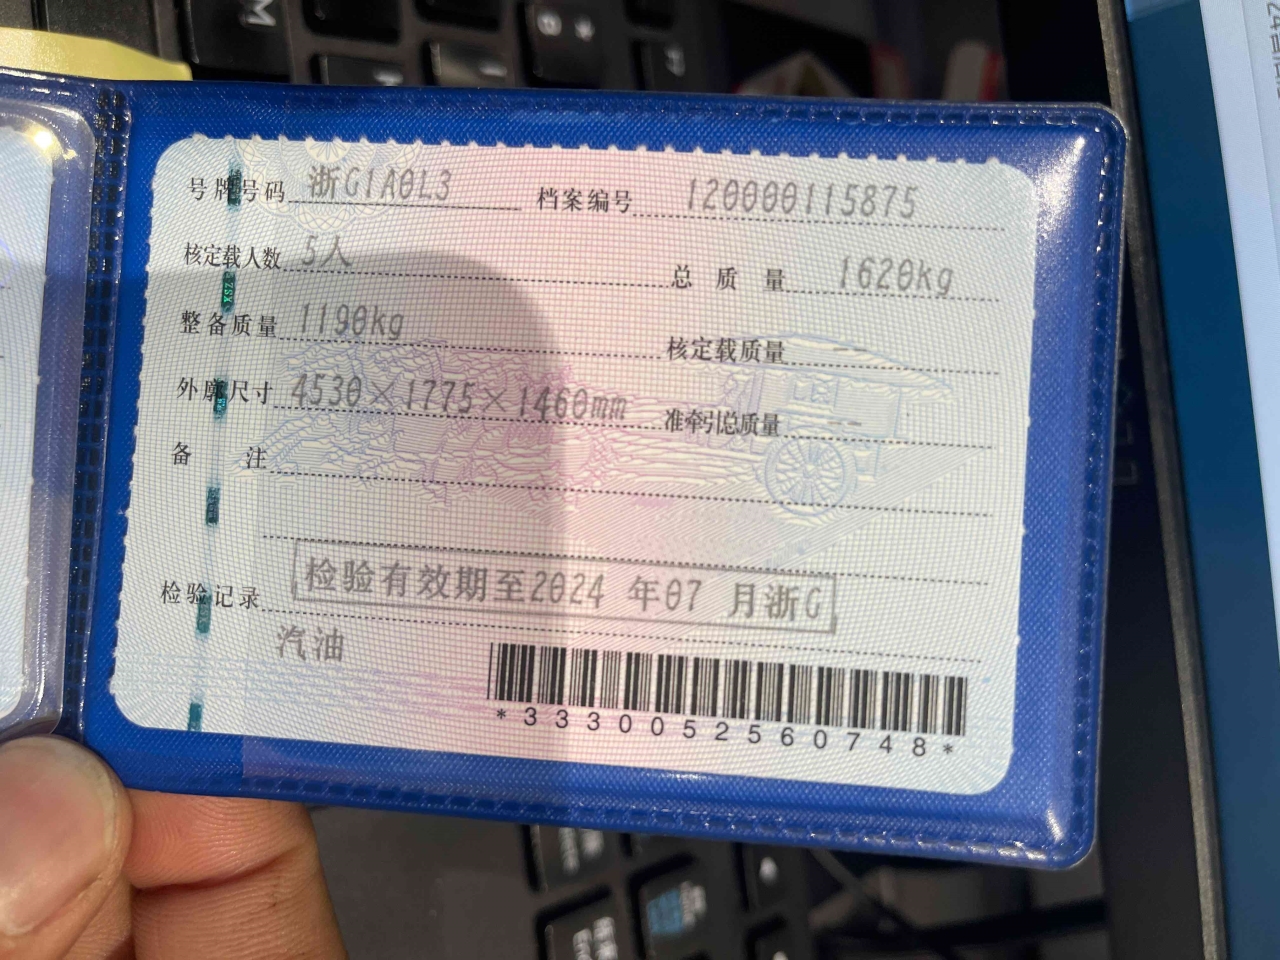 号牌号码 浙G1A0L3 档案编号 120000115875
核定载人数 5人 总质量 1620kg
整备质量 1190kg 核定载质量 --
外廓尺寸 4530×1775×1460mm 准牵引总质量 --
备注
检验记录 检验有效期至2024 年07 月浙G
汽油
*3330052560748*